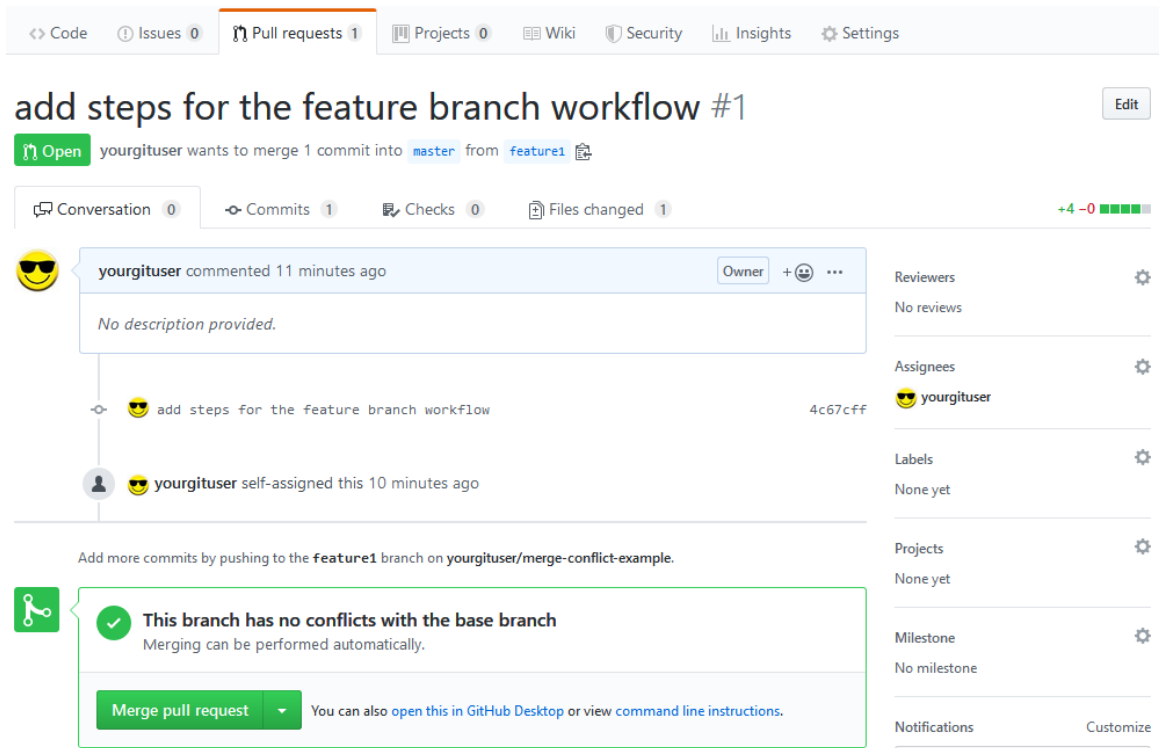 Code Issues 0 Pull requests 1 Projects 0 Wiki Security Insights Settings
add steps for the feature branch workflow #1 Edit
Open yourgituser wants to merge 1 commit into master from feature1
Conversation 0 Commits 1 Checks 0 Files changed 1 +4 −0
yourgituser commented 11 minutes ago Owner + ...
No description provided.
add steps for the feature branch workflow 4c67cff
yourgituser self-assigned this 10 minutes ago
Add more commits by pushing to the feature1 branch on yourgituser/merge-conflict-example.
This branch has no conflicts with the base branch
Merging can be performed automatically.
Merge pull request You can also open this in GitHub Desktop or view command line instructions.
Reviewers
No reviews
Assignees
yourgituser
Labels
None yet
Projects
None yet
Milestone
No milestone
Notifications Customize